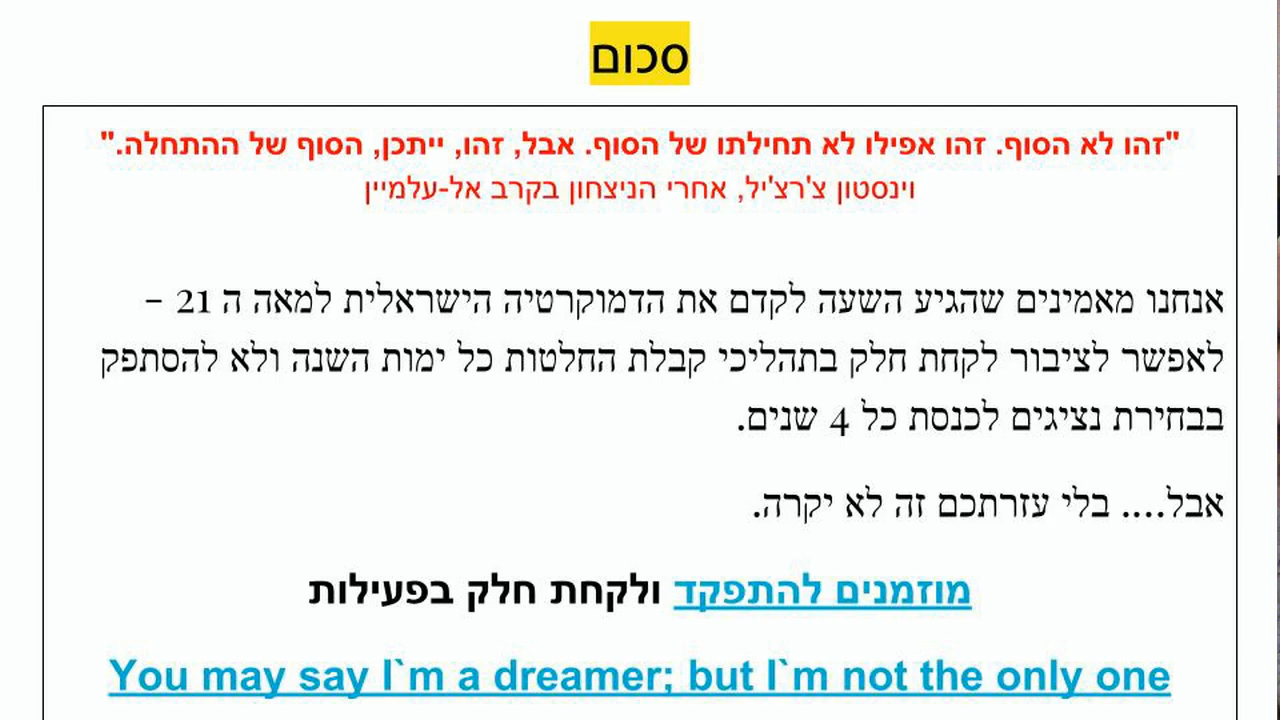 סכום
"זהו לא הסוף. זהו אפילו לא תחילתו של הסוף. אבל, זהו, ייתכן, הסוף של ההתחלה."
וינסטון צ'רצ'יל, אחרי הניצחון בקרב אל-עלמיין
אנחנו מאמינים שהגיע השעה לקדם את הדמוקרטיה הישראלית למאה ה 21 –
לאפשר לציבור לקחת חלק בתהליכי קבלת החלטות כל ימות השנה ולא להסתפק
בבחירת נציגים לכנסת כל 4 שנים.
אבל.... בלי עזרתכם זה לא יקרה.
מוזמנים להתפקד ולקחת חלק בפעילות
You may say I`m a dreamer; but I`m not the only one